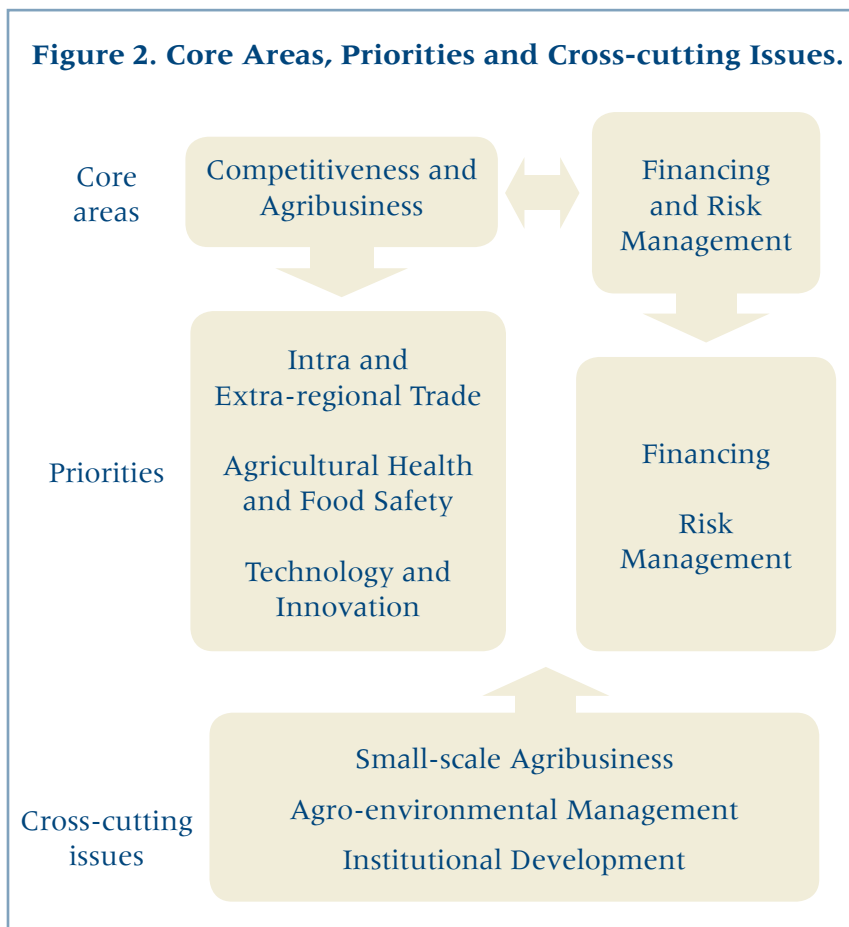 Figure 2. Core Areas, Priorities and Cross-cutting Issues.
Core
areas
Competitiveness and
Agribusiness
Financing
and Risk
Management
Priorities
Intra and
Extra-regional Trade
Agricultural Health
and Food Safety
Technology and
Innovation
Financing
Risk
Management
Cross-cutting
issues
Small-scale Agribusiness
Agro-environmental Management
Institutional Development